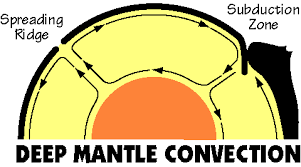 Spreading
Ridge
Subduction
Zone
DEEP MANTLE CONVECTION